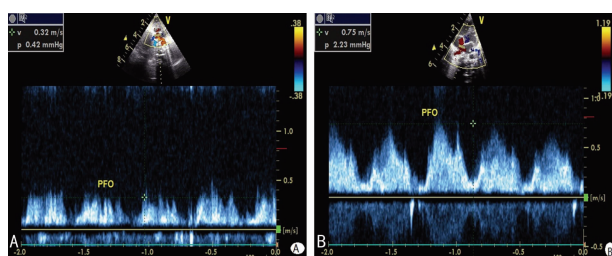 V
v 0.32 m/s
p 0.42 mmHg
.38
-.38
PFO
1.0
0.5
[m/s]
-2.0
-1.5
-1.0
-0.5
0.0
A
A
B
V
v 0.75 m/s
p 2.23 mmHg
1.19
-1.19
6
PFO
1.0
0.5
[m/s]
-0.5
-2.0
-1.5
-1.0
-0.5
0.0
B
B